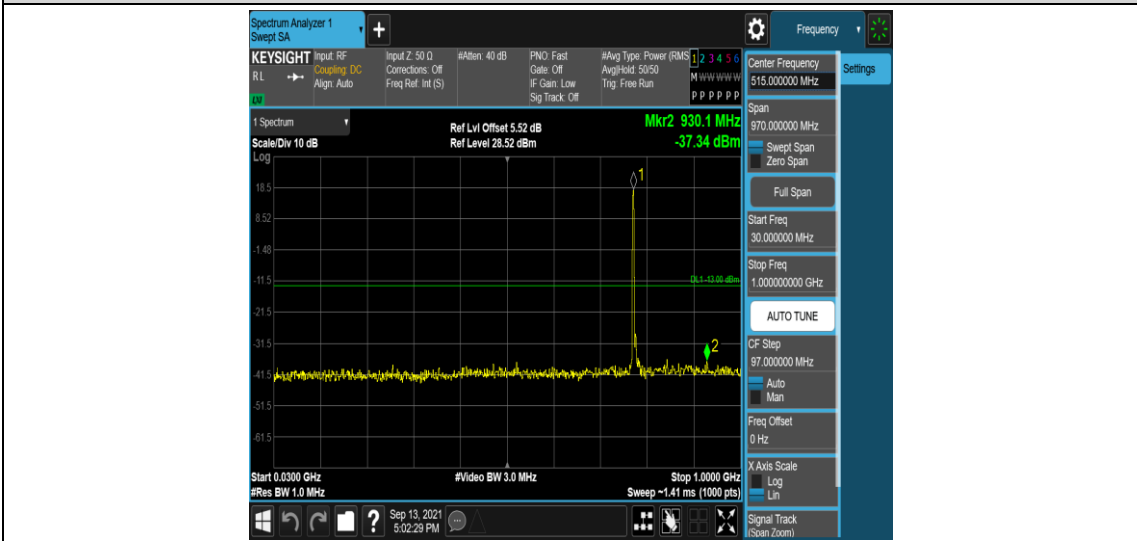 Spectrum Analyzer 1
Swept SA
+
Frequency
KEYSIGHT
RL
LXI
Input: RF
Coupling: DC
Align: Auto
Input Z: 50 Ω
Corrections: Off
Freq Ref: Int (S)
#Atten: 40 dB
PNO: Fast
Gate: Off
IF Gain: Low
Sig Track: Off
#Avg Type: Power (RMS
Avg|Hold: 50/50
Trig: Free Run
1 2 3 4 5 6
M W W W W W
P P P P P P
1 Spectrum
Scale/Div 10 dB
Log
Ref Lvl Offset 5.52 dB
Ref Level 28.52 dBm
Mkr2 930.1 MHz
-37.34 dBm
1
18.5
8.52
-1.48
-11.5
DL1 -13.00 dBm
-21.5
-31.5
2
-41.5
-51.5
-61.5
Start 0.0300 GHz
#Res BW 1.0 MHz
#Video BW 3.0 MHz
Stop 1.0000 GHz
Sweep ~1.41 ms (1000 pts)
?
Sep 13, 2021
5:02:29 PM
Center Frequency
515.000000 MHz
Settings
Span
970.000000 MHz
Swept Span
Zero Span
Full Span
Start Freq
30.000000 MHz
Stop Freq
1.000000000 GHz
AUTO TUNE
CF Step
97.000000 MHz
Auto
Man
Freq Offset
0 Hz
X Axis Scale
Log
Lin
Signal Track
(Span Zoom)